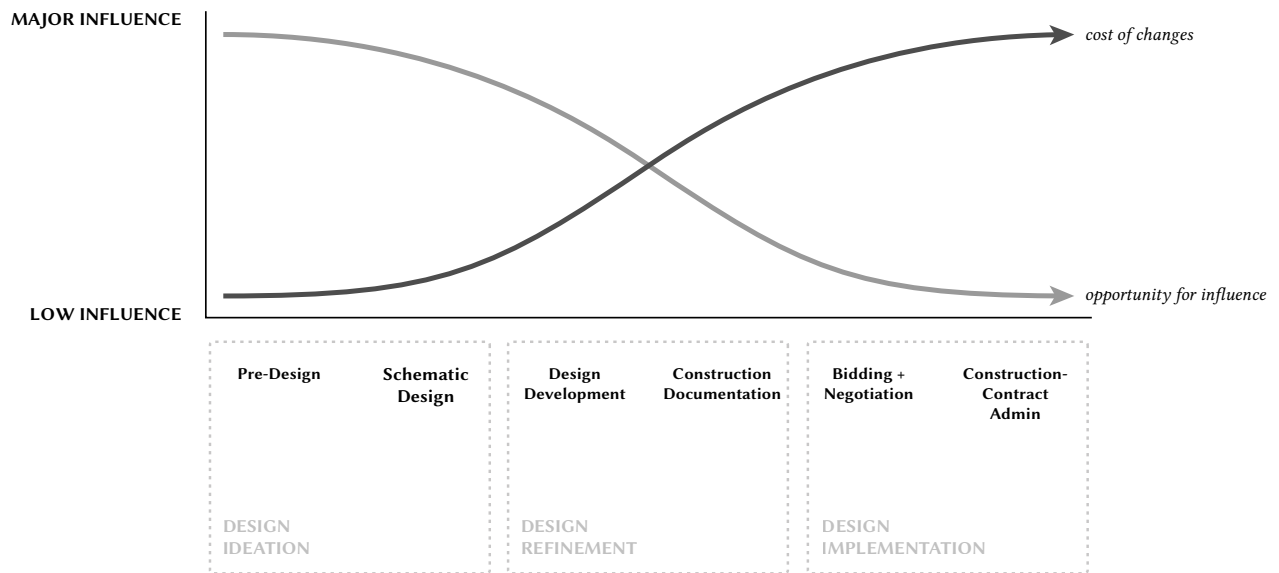 MAJOR INFLUENCE
cost of changes
LOW INFLUENCE
opportunity for influence
Pre-Design
Schematic
Design
Design
Development
Construction
Documentation
Bidding +
Negotiation
Construction-
Contract
Admin
DESIGN
IDEATION
DESIGN
REFINEMENT
DESIGN
IMPLEMENTATION